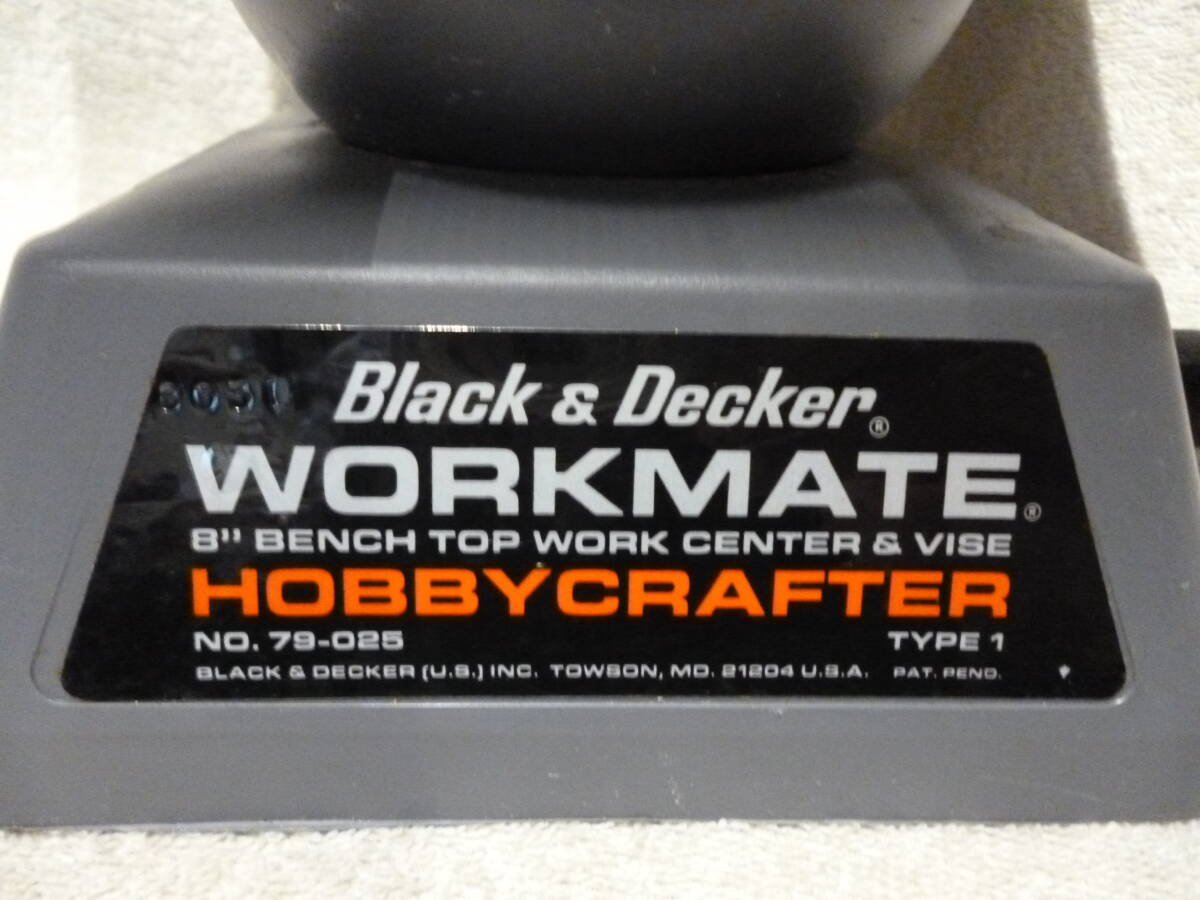 Black & Decker®
WORKMATE®
8" BENCH TOP WORK CENTER & VISE
HOBBYCRAFTER
NO. 79-025 TYPE 1
BLACK & DECKER (U.S.) INC. TOWSON, MD. 21204 U.S.A. PAT. PEND.